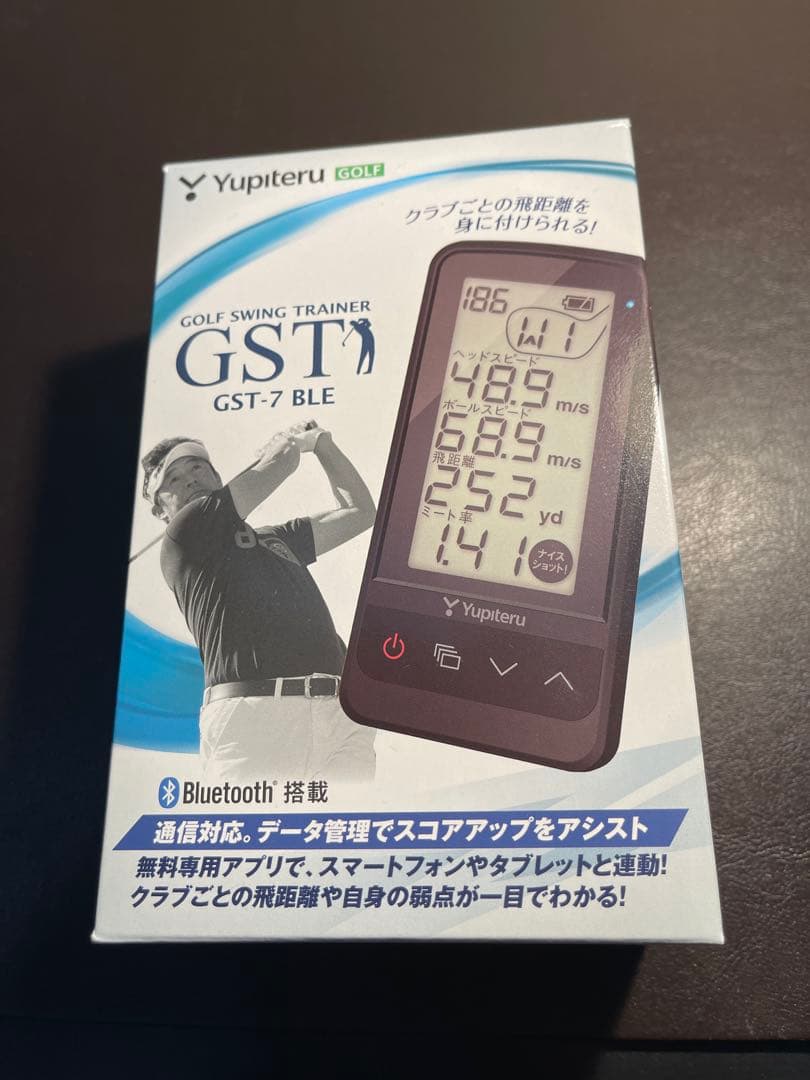 Yupiteru GOLF
クラブごとの飛距離を
身に付けられる!
GOLF SWING TRAINER
GST
GST-7 BLE
186
W1
ヘッドスピード
48.9 m/s
ボールスピード
68.9 m/s
飛距離
252 yd
ミート率
1.41
ナイス
ショット!
Yupiteru
Bluetooth® 搭載
通信対応。データ管理でスコアアップをアシスト
無料専用アプリで、スマートフォンやタブレットと連動!
クラブごとの飛距離や自身の弱点が一目でわかる!